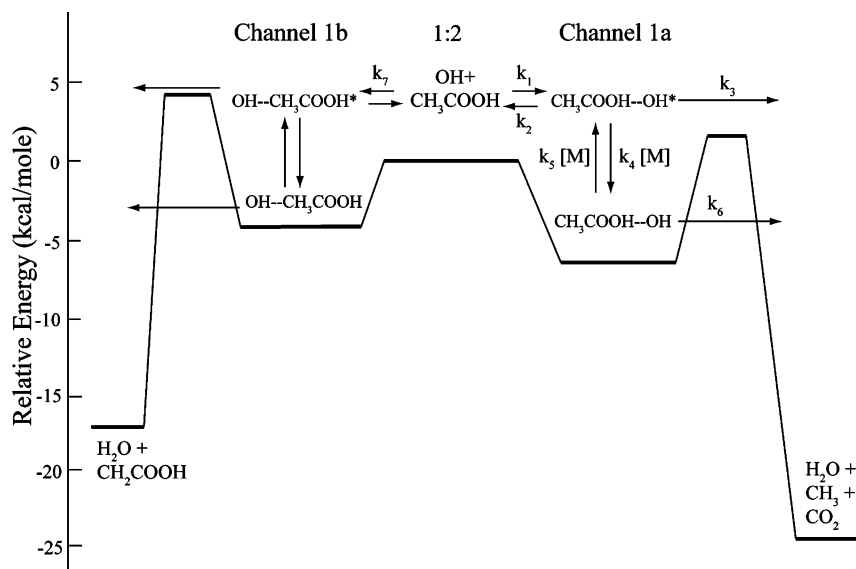 Channel 1b 1:2 Channel 1a
OH--CH₃COOH* k₇ OH+ k₁ CH₃COOH--OH* k₃
CH₃COOH
k₂
k₅ [M] k₄ [M]
OH--CH₃COOH
CH₃COOH--OH k₆
Relative Energy (kcal/mole)
5
0
-5
-10
-15
-20
-25
H₂O +
CH₂COOH
H₂O +
CH₃ +
CO₂